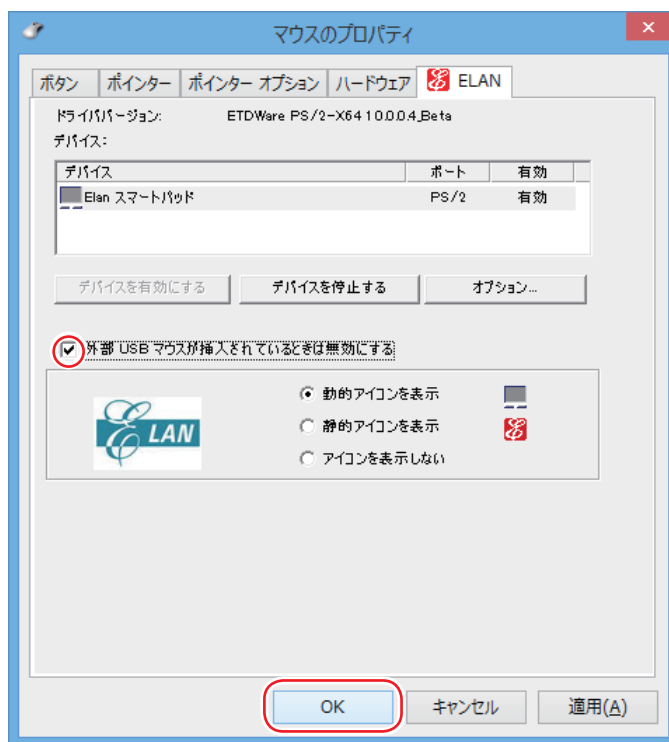 マウスのプロパティ
ボタン ポインター ポインター オプション ハードウェア ELAN
ドライババージョン: ETDWare PS/2-X64 10.0.0.4_Beta
デバイス:
デバイス ポート 有効
Elan スマートパッド PS/2 有効
デバイスを有効にする デバイスを停止する オプション...
外部 USB マウスが挿入されているときは無効にする
ELAN
動的アイコンを表示
静的アイコンを表示
アイコンを表示しない
OK キャンセル 適用(A)